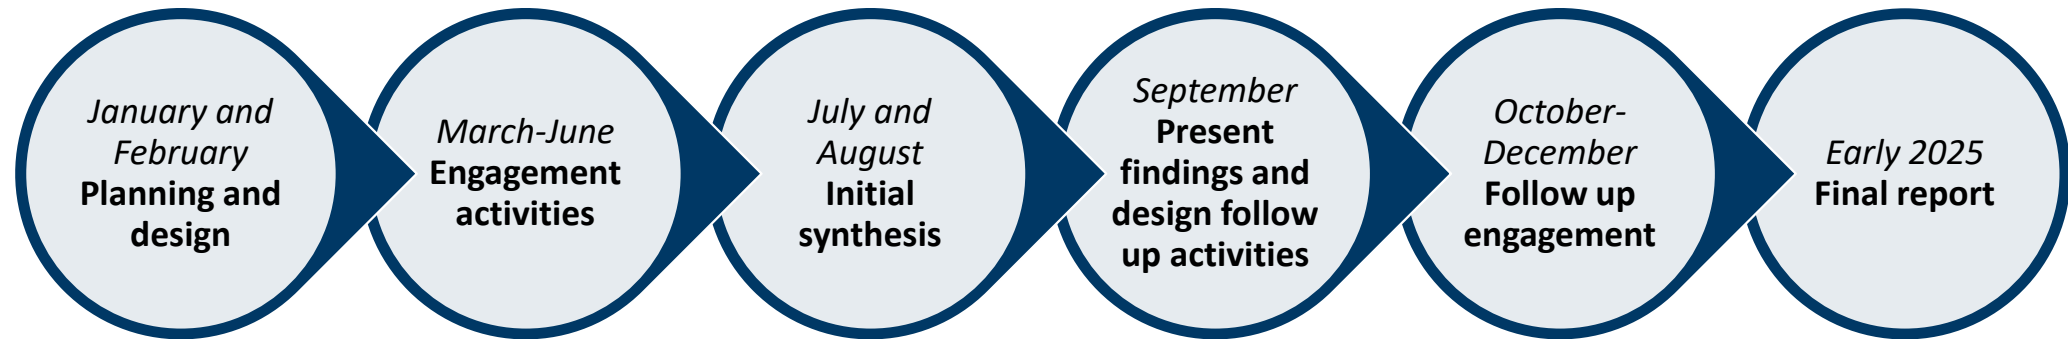 January and
February
Planning and
design
March-June
Engagement
activities
July and
August
Initial
synthesis
September
Present
findings and
design follow
up activities
October-
December
Follow up
engagement
Early 2025
Final report